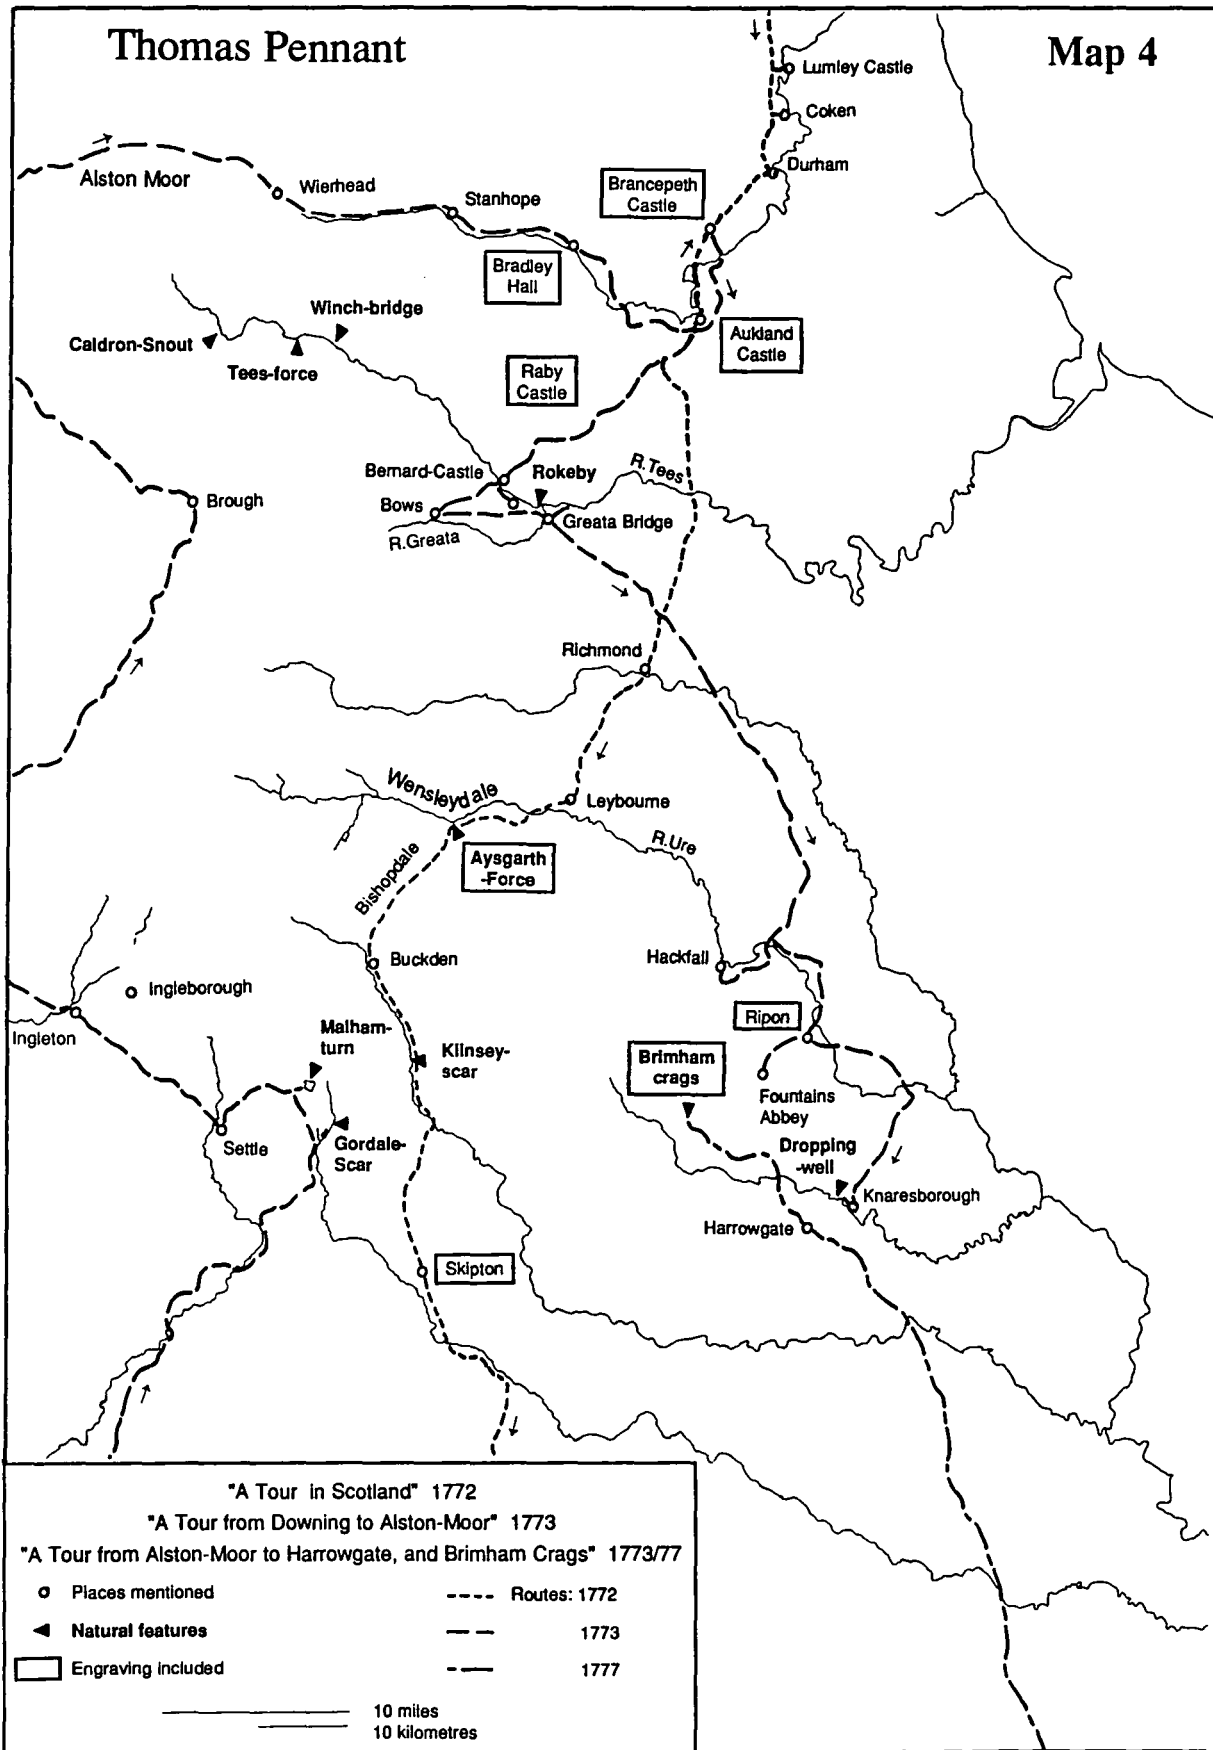 Thomas Pennant
Map 4
Lumley Castle
Coken
Durham
Alston Moor
Wierhead
Stanhope
Brancepeth
Castle
Bradley
Hall
Winch-bridge
Caldron-Snout
Tees-force
Aukland
Castle
Raby
Castle
Bernard-Castle
Rokeby
R.Tees
Brough
Bows
Greata Bridge
R.Greata
Richmond
Wensleydale
Leybourne
R.Ure
Bishopdale
Aysgarth
-Force
Buckden
Hackfall
Ingleborough
Ingleton
Malham-
turn
Kilnsey-
scar
Ripon
Brimham
crags
Fountains
Abbey
Settle
Gordale-
Scar
Dropping
-well
Knaresborough
Harrowgate
Skipton
"A Tour in Scotland" 1772
"A Tour from Downing to Alston-Moor" 1773
"A Tour from Alston-Moor to Harrowgate, and Brimham Crags" 1773/77
Places mentioned
Routes: 1772
Natural features
1773
Engraving included
1777
10 miles
10 kilometres